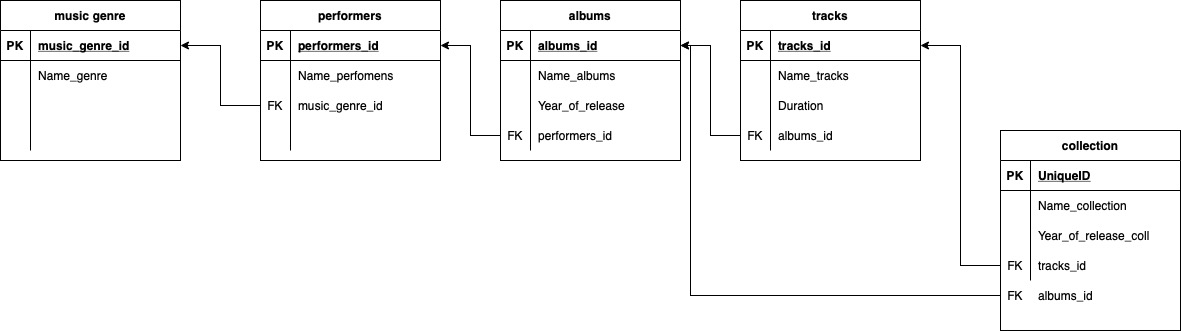 music genre
PK music_genre_id
Name_genre
performers
PK performers_id
Name_perfomens
FK music_genre_id
albums
PK albums_id
Name_albums
Year_of_release
FK performers_id
tracks
PK tracks_id
Name_tracks
Duration
FK albums_id
collection
PK UniqueID
Name_collection
Year_of_release_coll
FK tracks_id
FK albums_id